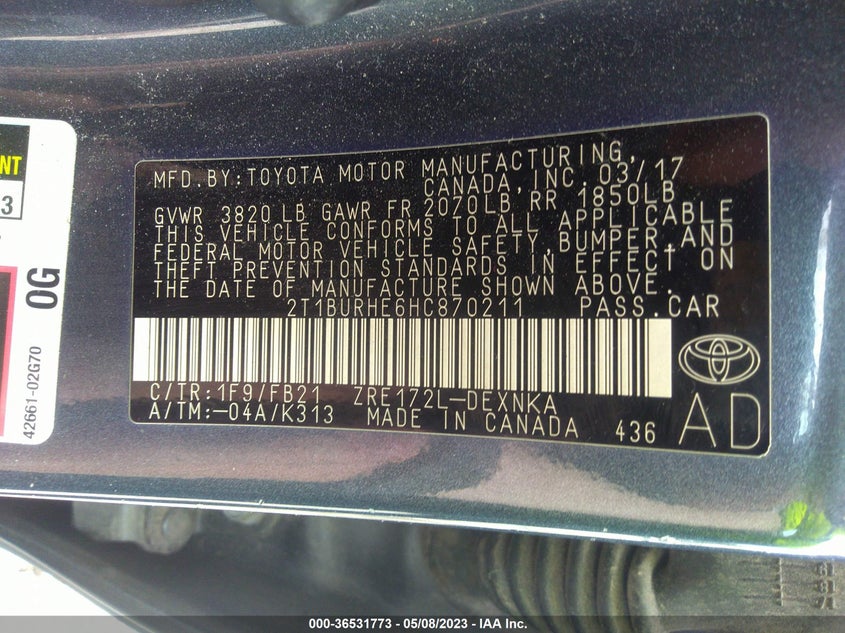 NT
3
0G
42661-02G70
MFD.BY:TOYOTA MOTOR MANUFACTURING,
CANADA, INC. 03/17
GVWR 3820 LB GAWR FR 2070LB RR 1850LB
THIS VEHICLE CONFORMS TO ALL APPLICABLE
FEDERAL MOTOR VEHICLE SAFETY,BUMPER,AND
THEFT PREVENTION STANDARDS IN EFFECT ON
THE DATE OF MANUFACTURE SHOWN ABOVE.
2T1BURHE6HC870211 PASS.CAR
C/TR:1F9/FB21 ZRE172L-DEXNKA
A/TM:-04A/K313 MADE IN CANADA 436
AD
000-36531773 - 05/08/2023 - IAA Inc.